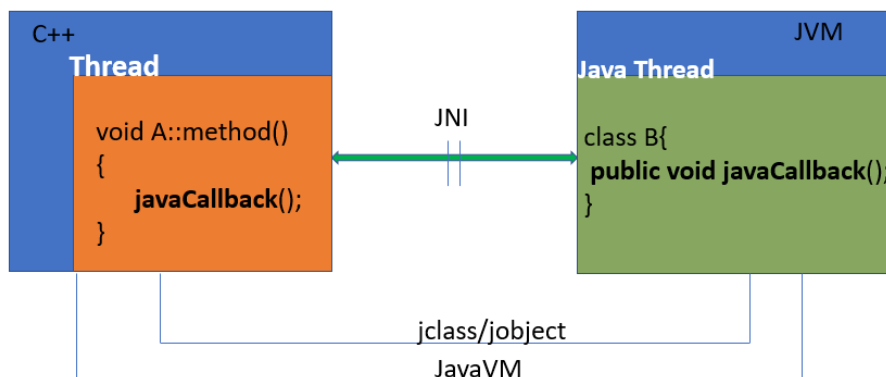 C++
Thread
void A::method()
{
javaCallback();
}
JNI
JVM
Java Thread
class B{
public void javaCallback();
}
jclass/jobject
JavaVM